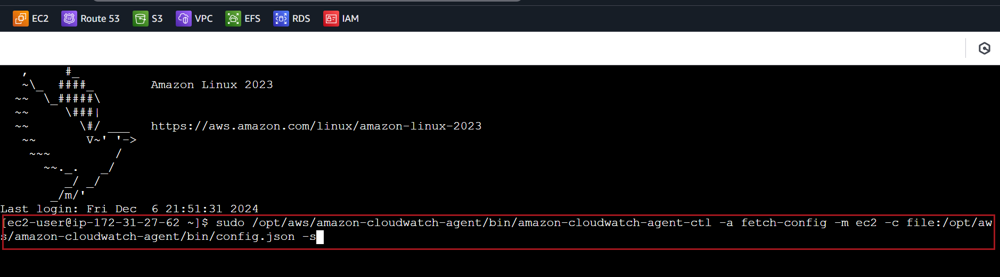 EC2 Route 53 S3 VPC EFS RDS IAM
   ,     #_
   ~\_  ####_        Amazon Linux 2023
  ~~  \_#####\
  ~~     \###|
  ~~       \#/ ___   https://aws.amazon.com/linux/amazon-linux-2023
   ~~       V~' '->
    ~~~         /
      ~~._.   _/
         _/ _/
       _/m/'
Last login: Fri Dec  6 21:51:31 2024
[ec2-user@ip-172-31-27-62 ~]$ sudo /opt/aws/amazon-cloudwatch-agent/bin/amazon-cloudwatch-agent-ctl -a fetch-config -m ec2 -c file:/opt/aw
s/amazon-cloudwatch-agent/bin/config.json -s